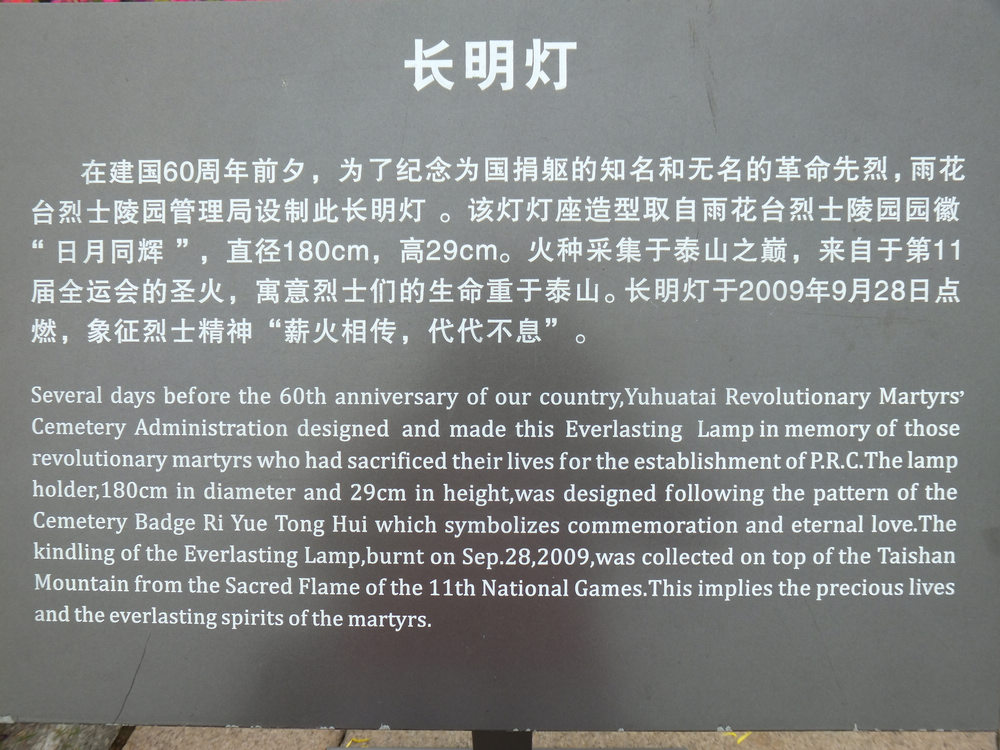 长明灯
在建国60周年前夕，为了纪念为国捐躯的知名和无名的革命先烈，雨花
台烈士陵园管理局设制此长明灯 。该灯灯座造型取自雨花台烈士陵园园徽
“ 日月同辉 ”，直径180cm，高29cm。火种采集于泰山之巅，来自于第11
届全运会的圣火，寓意烈士们的生命重于泰山。长明灯于2009年9月28日点
燃，象征烈士精神“薪火相传，代代不息”。
Several days before the 60th anniversary of our country,Yuhuatai Revolutionary Martyrs’
Cemetery Administration designed and made this Everlasting Lamp in memory of those
revolutionary martyrs who had sacrificed their lives for the establishment of P.R.C.The lamp
holder,180cm in diameter and 29cm in height,was designed following the pattern of the
Cemetery Badge Ri Yue Tong Hui which symbolizes commemoration and eternal love.The
kindling of the Everlasting Lamp,burnt on Sep.28,2009,was collected on top of the Taishan
Mountain from the Sacred Flame of the 11th National Games.This implies the precious lives
and the everlasting spirits of the martyrs.